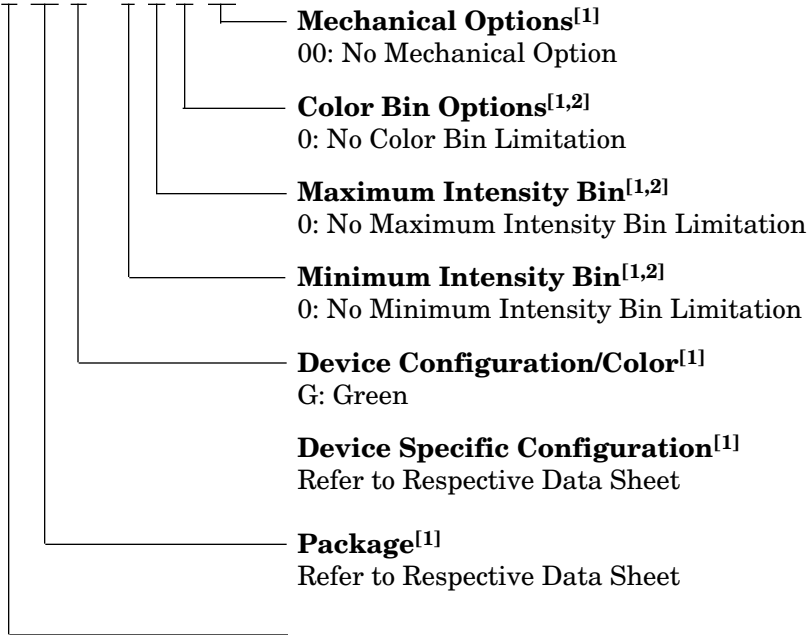 Mechanical Options[1]
00: No Mechanical Option
Color Bin Options[1,2]
0: No Color Bin Limitation
Maximum Intensity Bin[1,2]
0: No Maximum Intensity Bin Limitation
Minimum Intensity Bin[1,2]
0: No Minimum Intensity Bin Limitation
Device Configuration/Color[1]
G: Green
Device Specific Configuration[1]
Refer to Respective Data Sheet
Package[1]
Refer to Respective Data Sheet